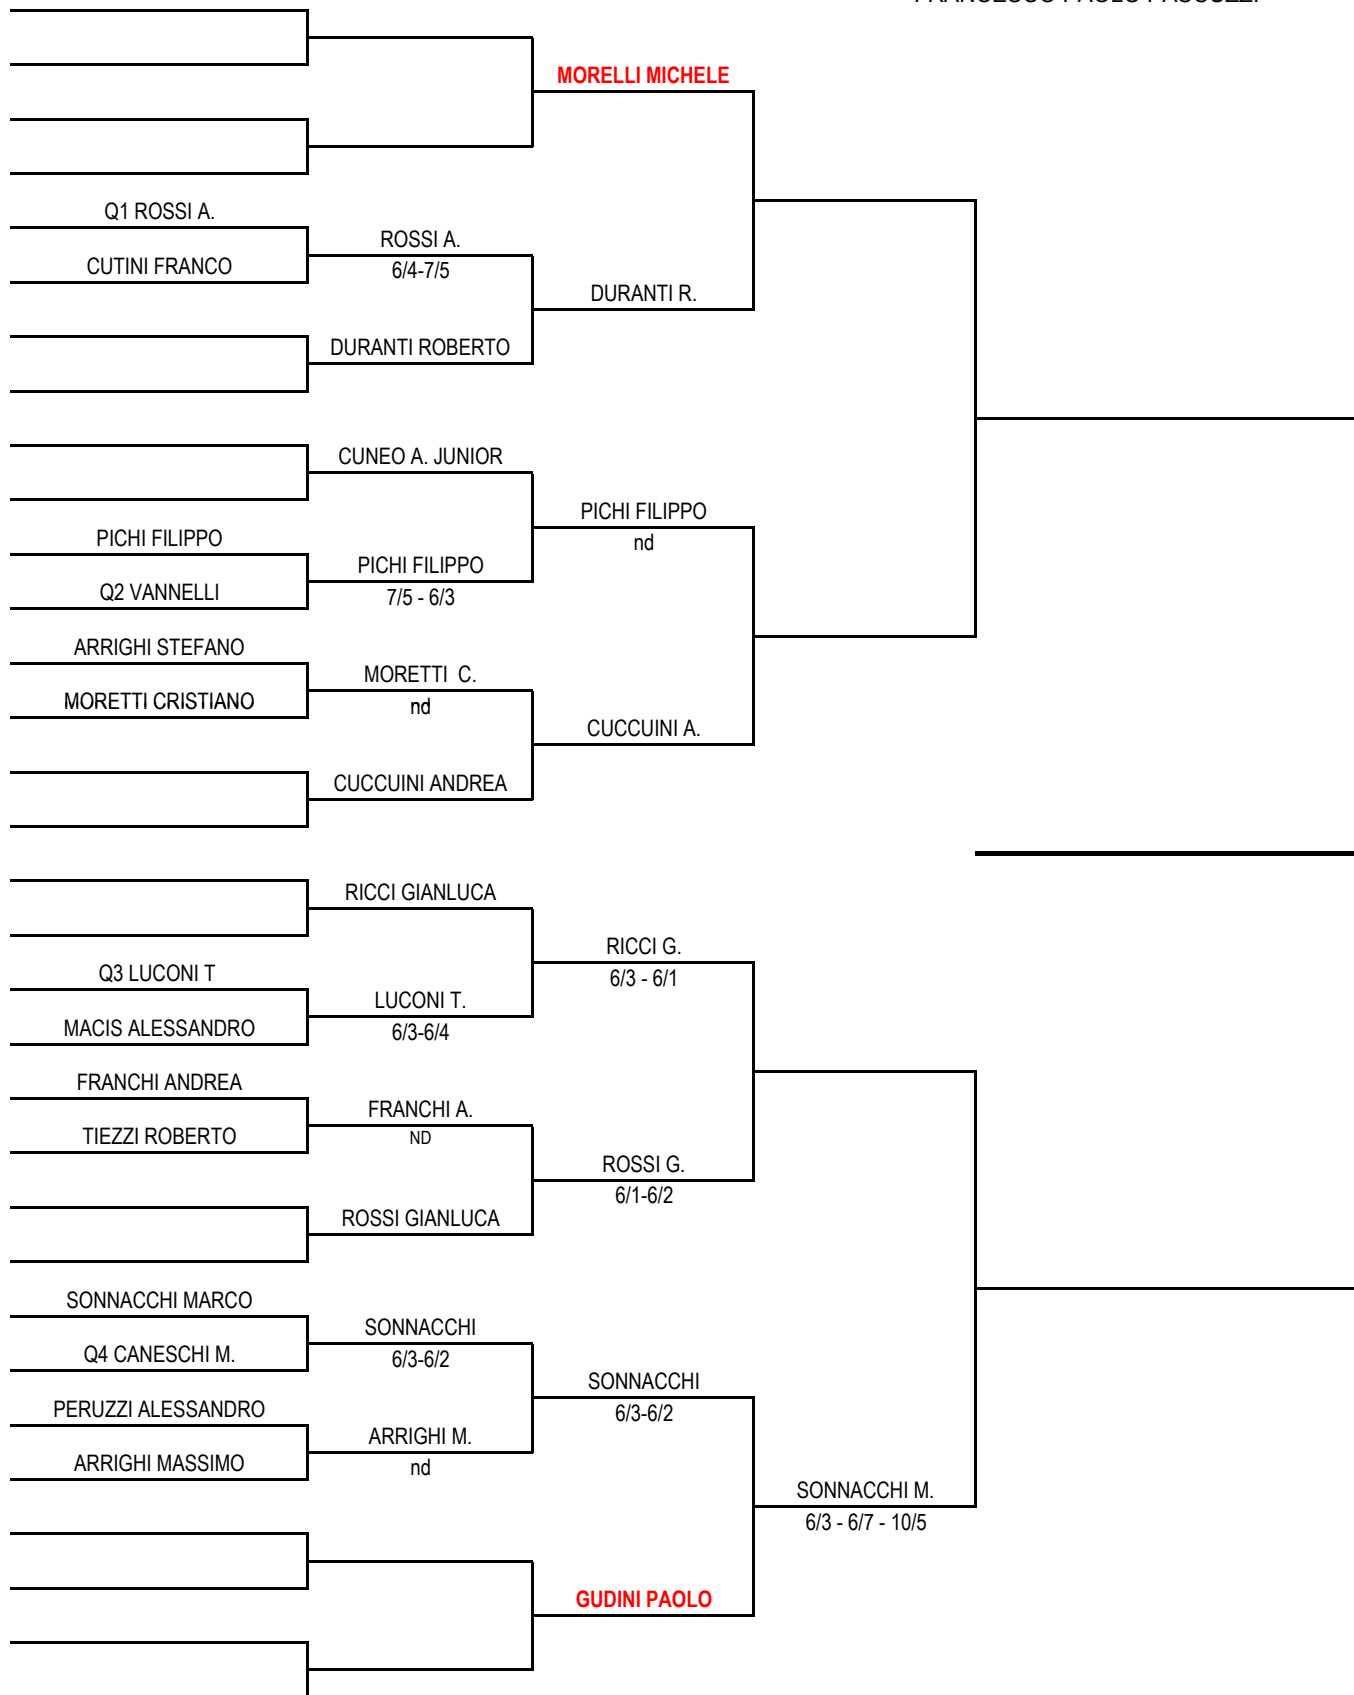 MORELLI MICHELE
Q1 ROSSI A.
ROSSI A.
CUTINI FRANCO
6/4-7/5
DURANTI R.
DURANTI ROBERTO
CUNEO A. JUNIOR
PICHI FILIPPO
nd
PICHI FILIPPO
PICHI FILIPPO
Q2 VANNELLI
7/5 - 6/3
ARRIGHI STEFANO
MORETTI C.
MORETTI CRISTIANO
nd
CUCCUINI A.
CUCCUINI ANDREA
RICCI GIANLUCA
RICCI G.
6/3 - 6/1
Q3 LUCONI T
LUCONI T.
MACIS ALESSANDRO
6/3-6/4
FRANCHI ANDREA
FRANCHI A.
TIEZZI ROBERTO
ND
ROSSI G.
6/1-6/2
ROSSI GIANLUCA
SONNACCHI MARCO
SONNACCHI
Q4 CANESCHI M.
6/3-6/2
SONNACCHI
6/3-6/2
PERUZZI ALESSANDRO
ARRIGHI M.
ARRIGHI MASSIMO
nd
SONNACCHI M.
6/3 - 6/7 - 10/5
GUDINI PAOLO